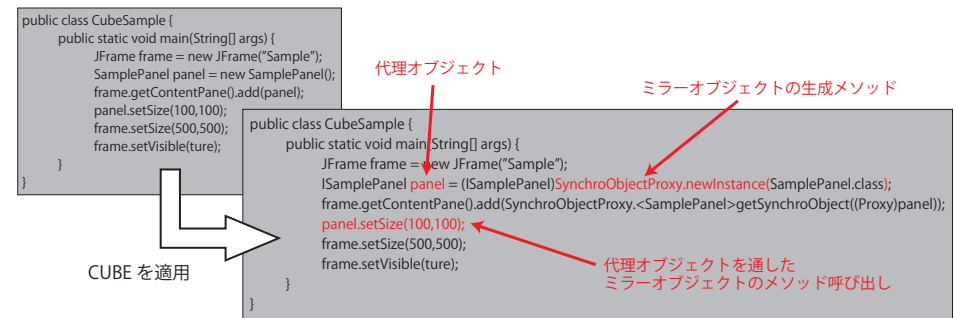 public class CubeSample {
public static void main(String[] args) {
JFrame frame = new JFrame("Sample");
SamplePanel panel = new SamplePanel();
frame.getContentPane().add(panel);
panel.setSize(100,100);
frame.setSize(500,500);
frame.setVisible(ture);
}
}
CUBE を適用
代理オブジェクト
ミラーオブジェクトの生成メソッド
public class CubeSample {
public static void main(String[] args) {
JFrame frame = new JFrame("Sample");
ISamplePanel panel = (ISamplePanel)SynchroObjectProxy.newInstance(SamplePanel.class);
frame.getContentPane().add(SynchroObjectProxy.<SamplePanel>getSynchroObject((Proxy)panel));
panel.setSize(100,100);
frame.setSize(500,500);
frame.setVisible(ture);
}
}
代理オブジェクトを通した
ミラーオブジェクトのメソッド呼び出し